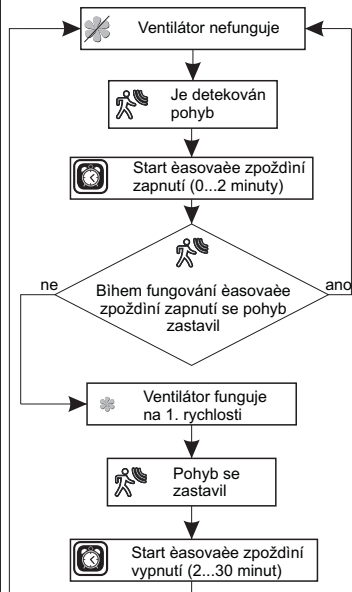 Ventilátor nefunguje
Je detekován
pohyb
Start èasovaèe zpoždìní
zapnutí (0...2 minuty)
ne
ano
Bìhem fungování èasovaèe
zpoždìní zapnutí se pohyb
zastavil
Ventilátor funguje
na 1. rychlosti
Pohyb se
zastavil
Start èasovaèe zpoždìní
vypnutí (2...30 minut)